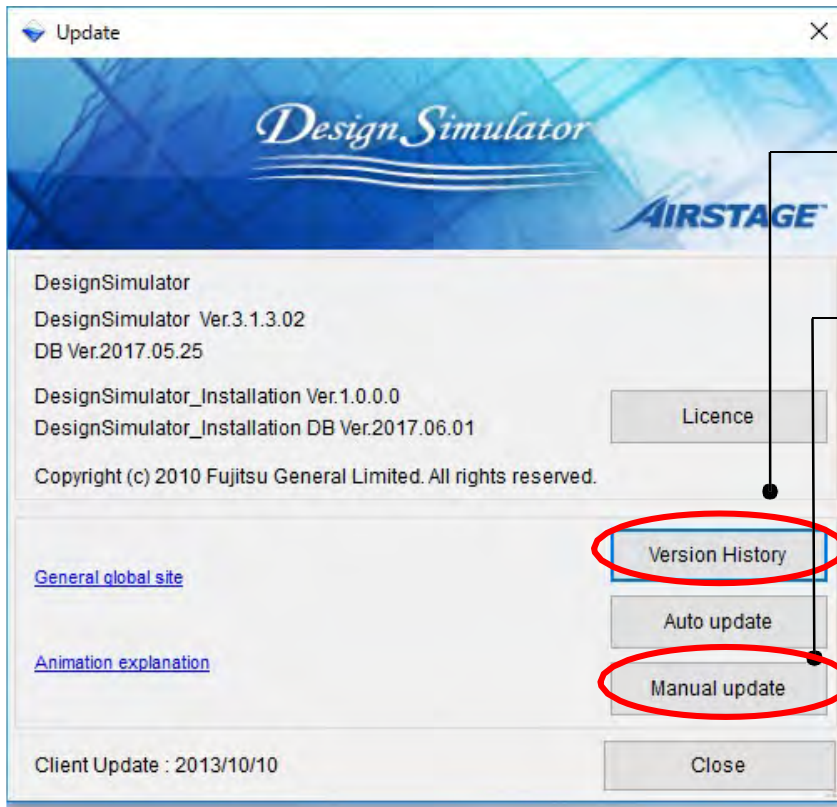 Update
Design Simulator
AIRSTAGE™
DesignSimulator
DesignSimulator Ver.3.1.3.02
DB Ver.2017.05.25
DesignSimulator_Installation Ver.1.0.0.0
DesignSimulator_Installation DB Ver.2017.06.01
Licence
Copyright (c) 2010 Fujitsu General Limited. All rights reserved.
Version History
General global site
Auto update
Animation explanation
Manual update
Client Update : 2013/10/10
Close